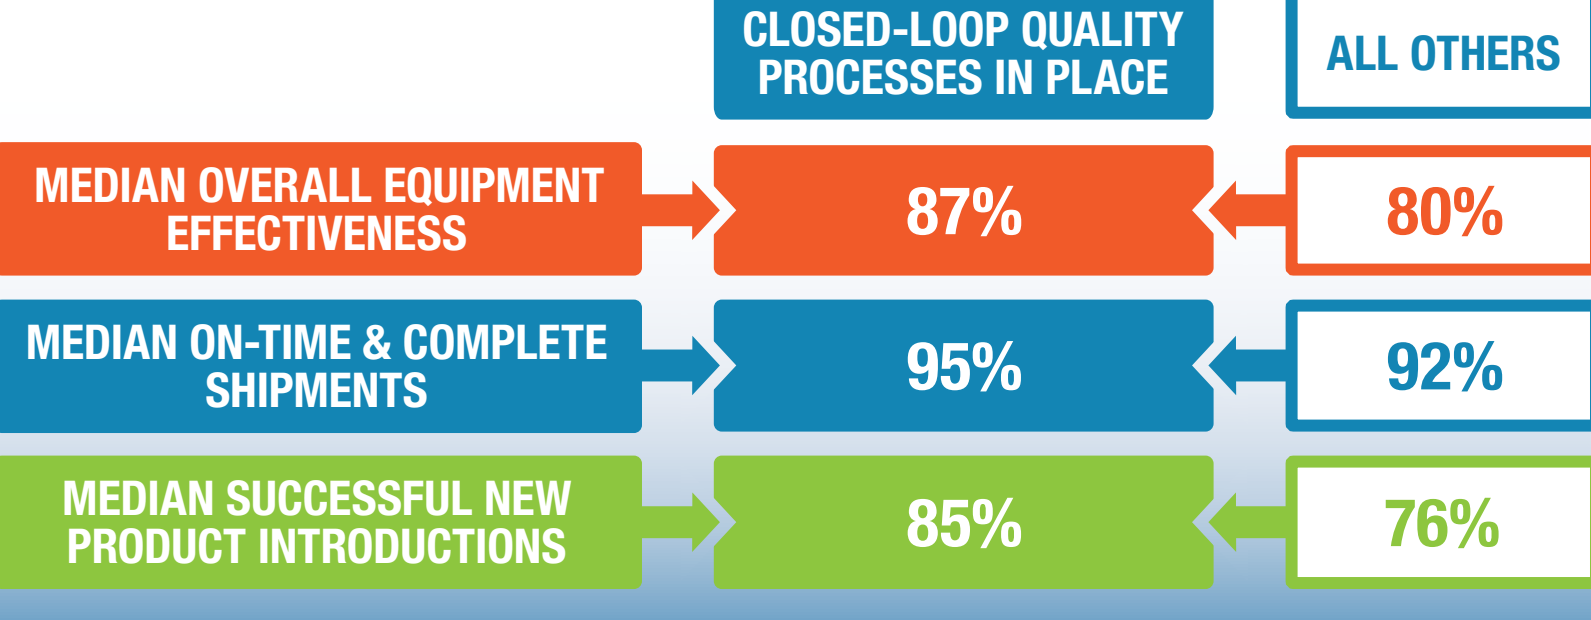 CLOSED-LOOP QUALITY
PROCESSES IN PLACE
ALL OTHERS
MEDIAN OVERALL EQUIPMENT
EFFECTIVENESS
87%
80%
MEDIAN ON-TIME & COMPLETE
SHIPMENTS
95%
92%
MEDIAN SUCCESSFUL NEW
PRODUCT INTRODUCTIONS
85%
76%